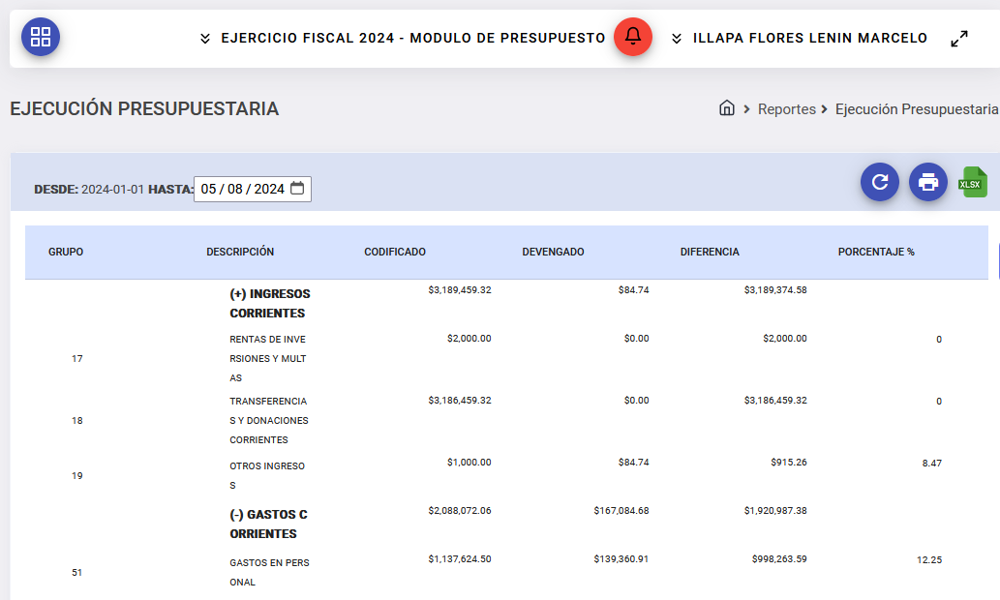 EJERCICIO FISCAL 2024 - MODULO DE PRESUPUESTO
ILLAPA FLORES LENIN MARCELO
EJECUCIÓN PRESUPUESTARIA
Reportes
Ejecución Presupuestaria
DESDE: 2024-01-01 HASTA: 05 / 08 / 2024
XLSX
GRUPO DESCRIPCIÓN CODIFICADO DEVENGADO DIFERENCIA PORCENTAJE %
(+) INGRESOS $3,189,459.32 $84.74 $3,189,374.58
CORRIENTES
RENTAS DE INVE $2,000.00 $0.00 $2,000.00 0
17 RSIONES Y MULT
AS
TRANSFERENCIA $3,186,459.32 $0.00 $3,186,459.32 0
18 S Y DONACIONES
CORRIENTES
OTROS INGRESO $1,000.00 $84.74 $915.26 8.47
19
S
(-) GASTOS C $2,088,072.06 $167,084.68 $1,920,987.38
ORRIENTES
GASTOS EN PERS $1,137,624.50 $139,360.91 $998,263.59 12.25
51
ONAL